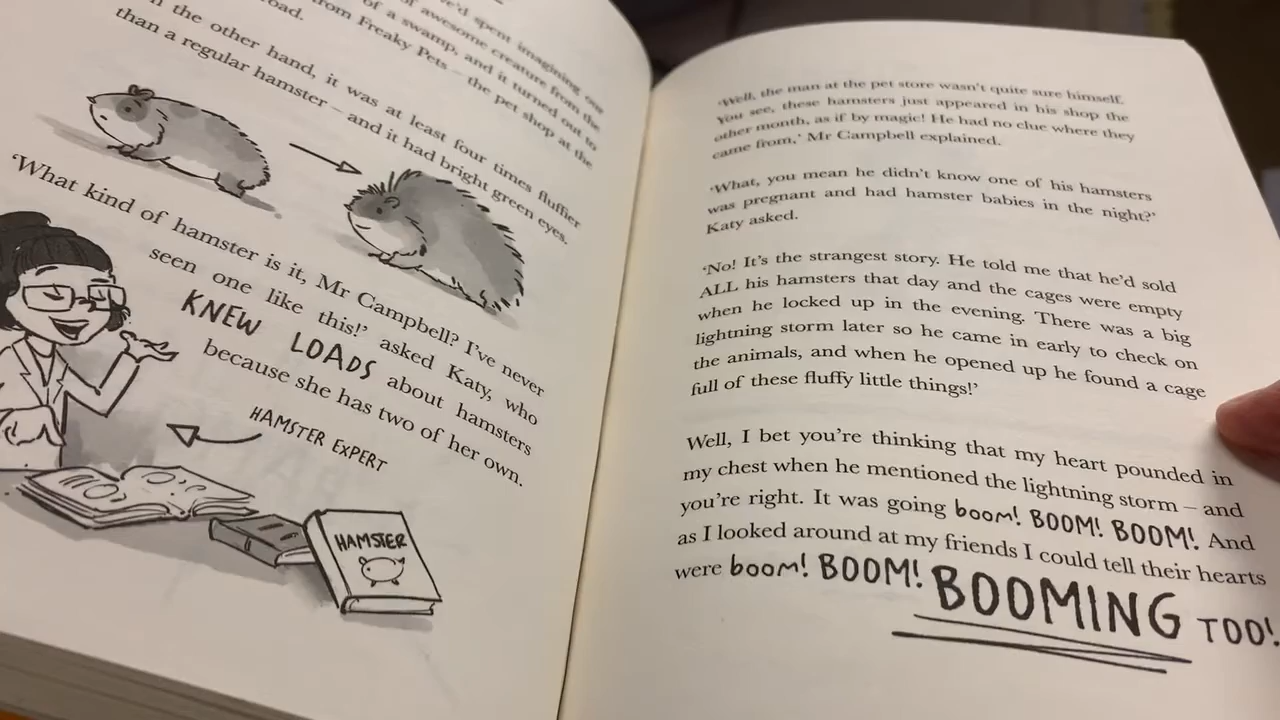 we'd spent imagining our
of awesome creature from the
of a swamp, and it turned out to
from Freaky Pets – the pet shop at the
road.
the other hand, it was at least four times fluffier
than a regular hamster – and it had bright green eyes.
'What kind of hamster is it, Mr Campbell? I've never
seen one like this!' asked Katy, who
KNEW LOADS about hamsters
because she has two of her own.
HAMSTER EXPERT
HAMSTER
'Well, the man at the pet store wasn't quite sure himself.
You see, these hamsters just appeared in his shop the
other month, as if by magic! He had no clue where they
came from,' Mr Campbell explained.
'What, you mean he didn't know one of his hamsters
was pregnant and had hamster babies in the night?'
Katy asked.
'No! It's the strangest story. He told me that he'd sold
ALL his hamsters that day and the cages were empty
when he locked up in the evening. There was a big
lightning storm later so he came in early to check on
the animals, and when he opened up he found a cage
full of these fluffy little things!'
Well, I bet you're thinking that my heart pounded in
my chest when he mentioned the lightning storm – and
you're right. It was going boom! BOOM! BOOM! And
as I looked around at my friends I could tell their hearts
were boom! BOOM! BOOMING TOO!